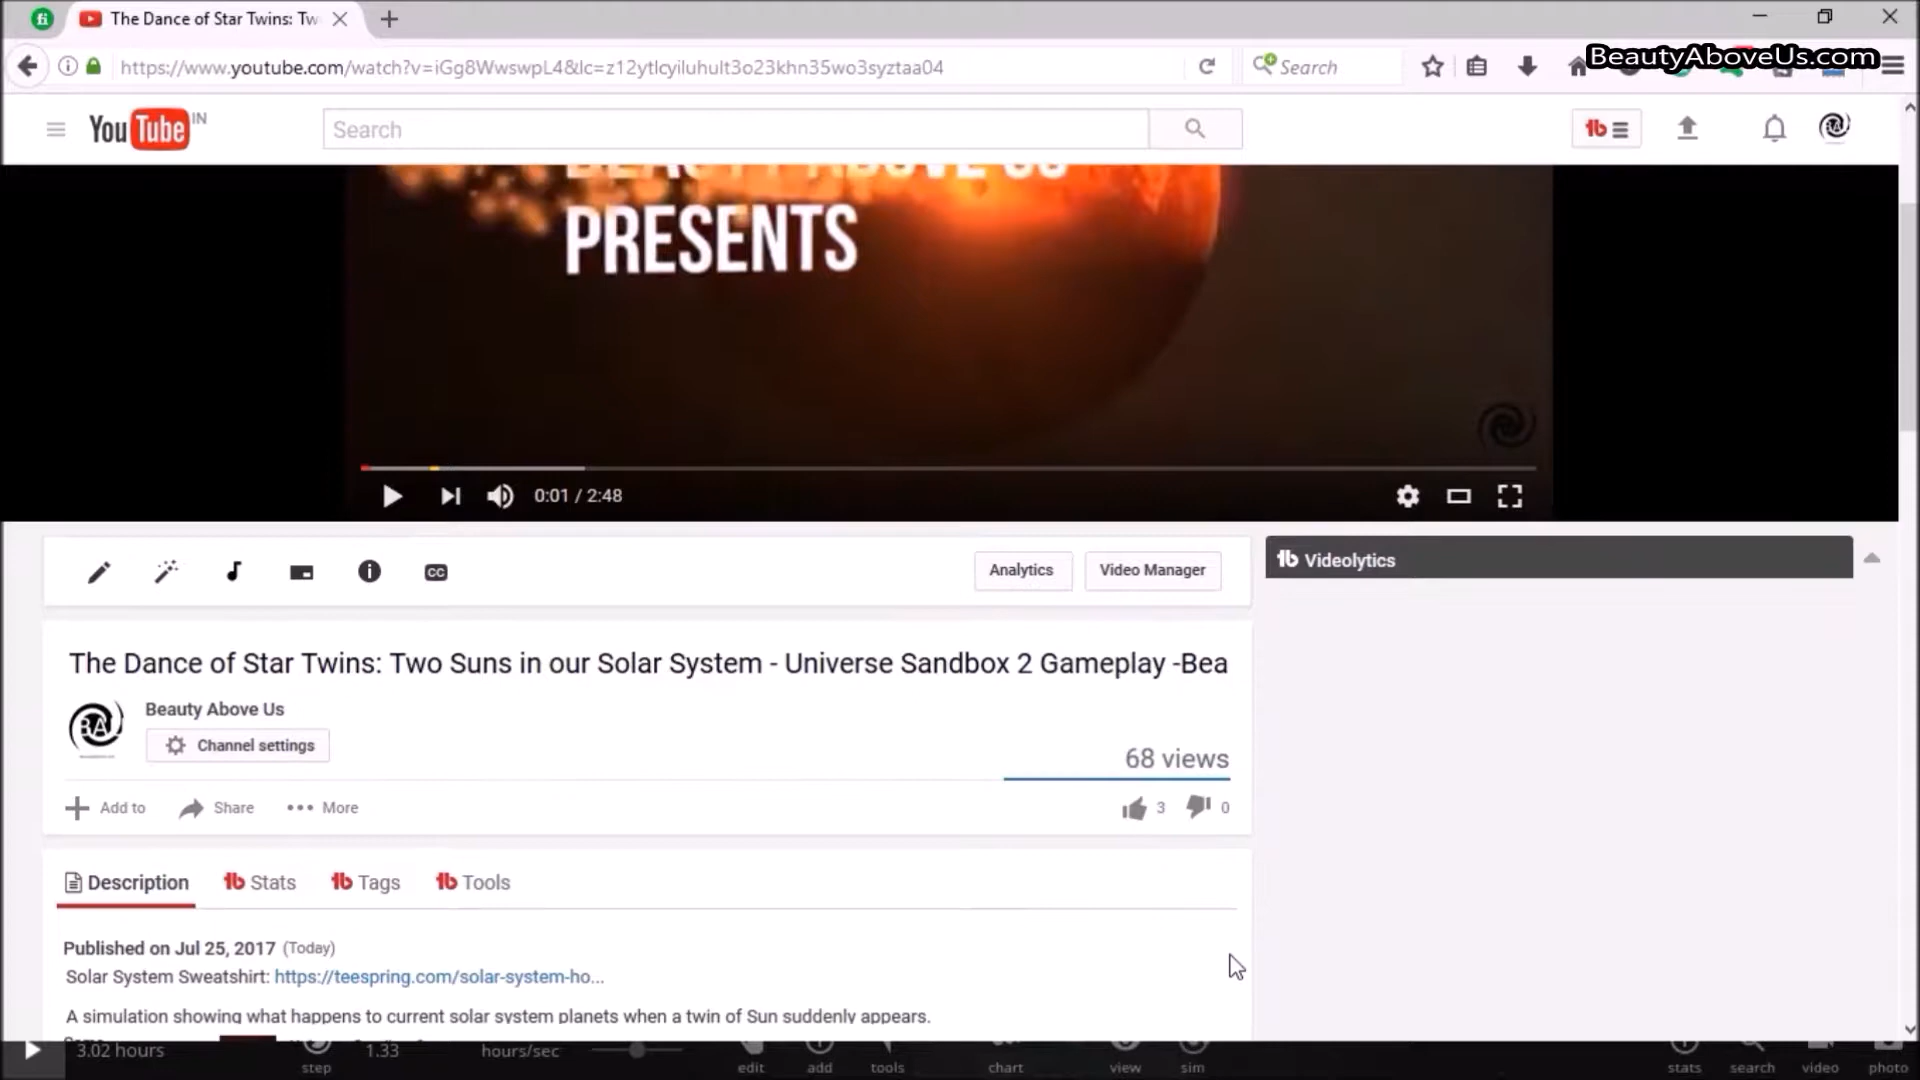 The Dance of Star Twins: Tw
BeautyAboveUs.com
https://www.youtube.com/watch?v=iGg8WwswpL4&lc=z12ytlcyiluhult3o23khn35wo3syztaa04
Search
YouTube IN
Search
BEAUTY ABOVE US
PRESENTS
0:01 / 2:48
CC
Analytics
Video Manager
Videolytics
The Dance of Star Twins: Two Suns in our Solar System - Universe Sandbox 2 Gameplay -Bea
Beauty Above Us
Channel settings
68 views
Add to
Share
More
3
0
Description
Stats
Tags
Tools
Published on Jul 25, 2017 (Today)
Solar System Sweatshirt: https://teespring.com/solar-system-ho...
A simulation showing what happens to current solar system planets when a twin of Sun suddenly appears.
3.02 hours
step
1.33
hours/sec
edit
add
tools
chart
view
sim
stats
search
video
photo